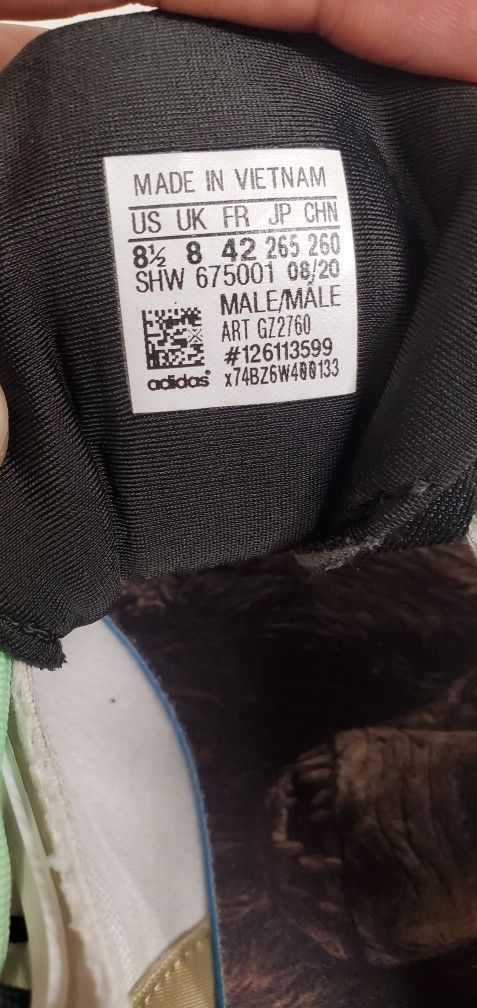 MADE IN VIETNAM
US UK FR JP CHN
8½ 8 42 265 260
SHW 675001 08/20
MALE/MÂLE
ART GZ2760
#126113599
x74BZ6W400133
adidas®